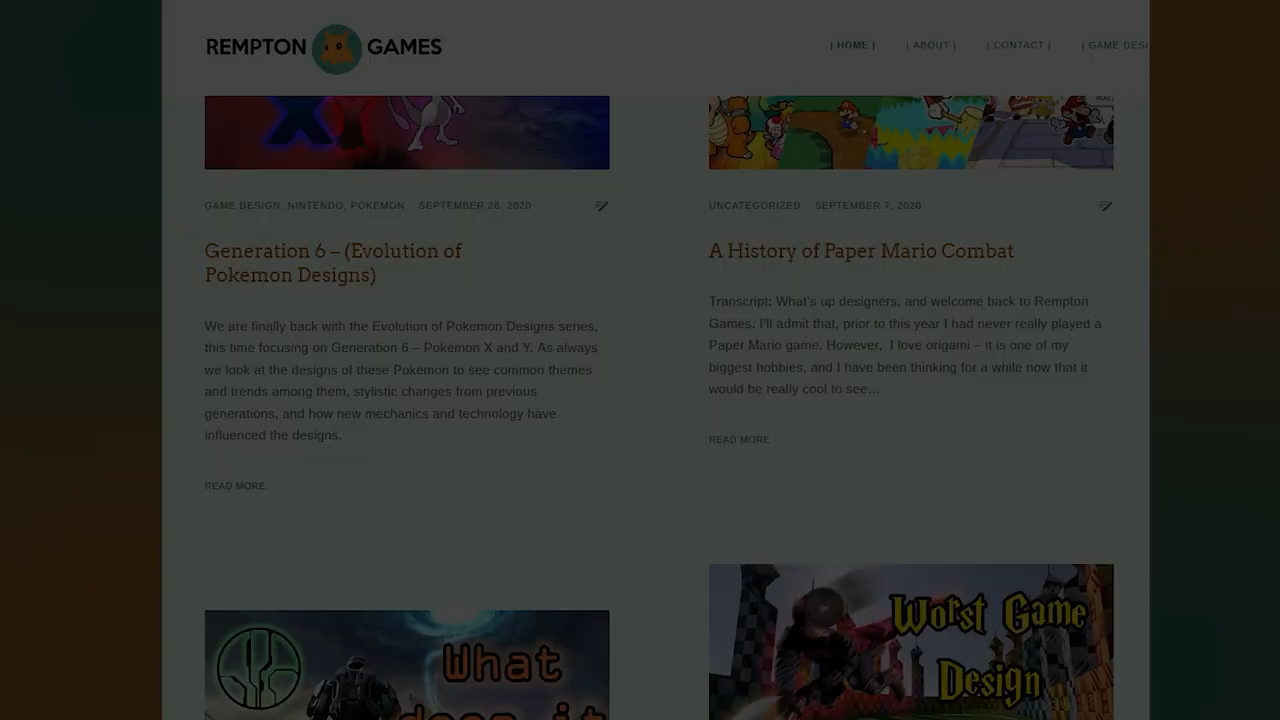 REMPTON GAMES
| HOME |
| ABOUT |
| CONTACT |
| GAME DESI
X Y
GAME DESIGN, NINTENDO, POKEMON SEPTEMBER 28, 2020
Generation 6 – (Evolution of
Pokemon Designs)
We are finally back with the Evolution of Pokemon Designs series,
this time focusing on Generation 6 – Pokemon X and Y. As always
we look at the designs of these Pokemon to see common themes
and trends among them, stylistic changes from previous
generations, and how new mechanics and technology have
influenced the designs.
READ MORE
What
does it
UNCATEGORIZED SEPTEMBER 7, 2020
A History of Paper Mario Combat
Transcript: What's up designers, and welcome back to Rempton
Games. I'll admit that, prior to this year I had never really played a
Paper Mario game. However, I love origami – it is one of my
biggest hobbies, and I have been thinking for a while now that it
would be really cool to see…
READ MORE
Worst Game
Design